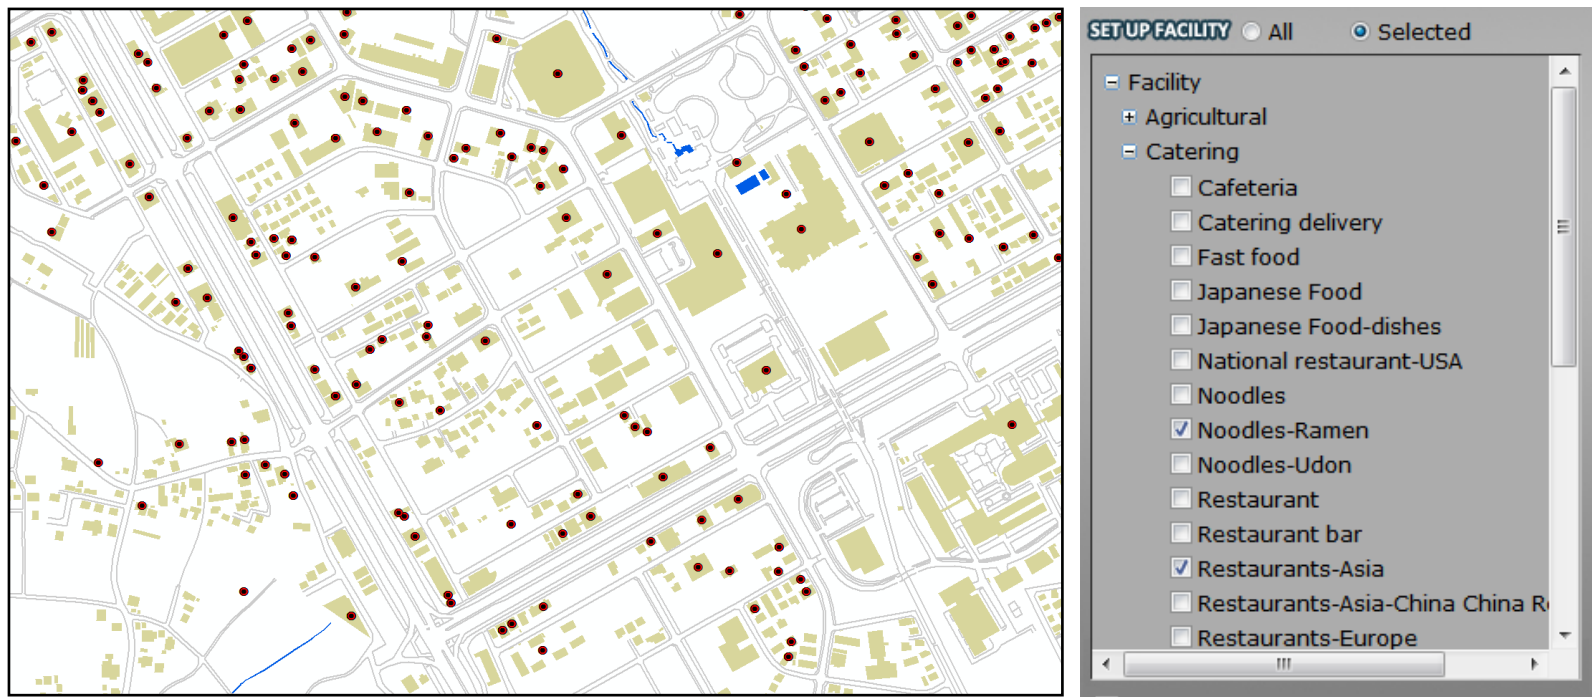 SET UP FACILITY All Selected
Facility
Agricultural
Catering
Cafeteria
Catering delivery
Fast food
Japanese Food
Japanese Food-dishes
National restaurant-USA
Noodles
Noodles-Ramen
Noodles-Udon
Restaurant
Restaurant bar
Restaurants-Asia
Restaurants-Asia-China China R
Restaurants-Europe